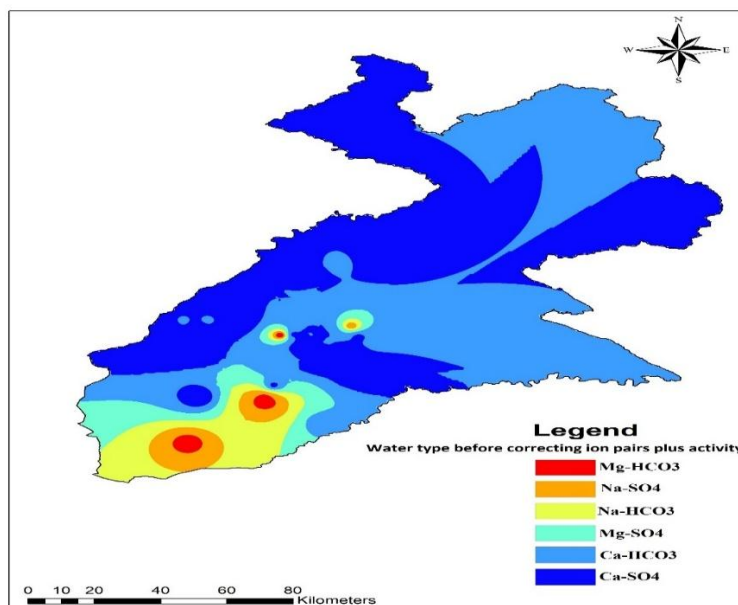 N
W E
S
Legend
Water type before correcting ion pairs plus activity
Mg-HCO3
Na-SO4
Na-HCO3
Mg-SO4
Ca-HCO3
Ca-SO4
0 5 10 20 40 60 80
Kilometers